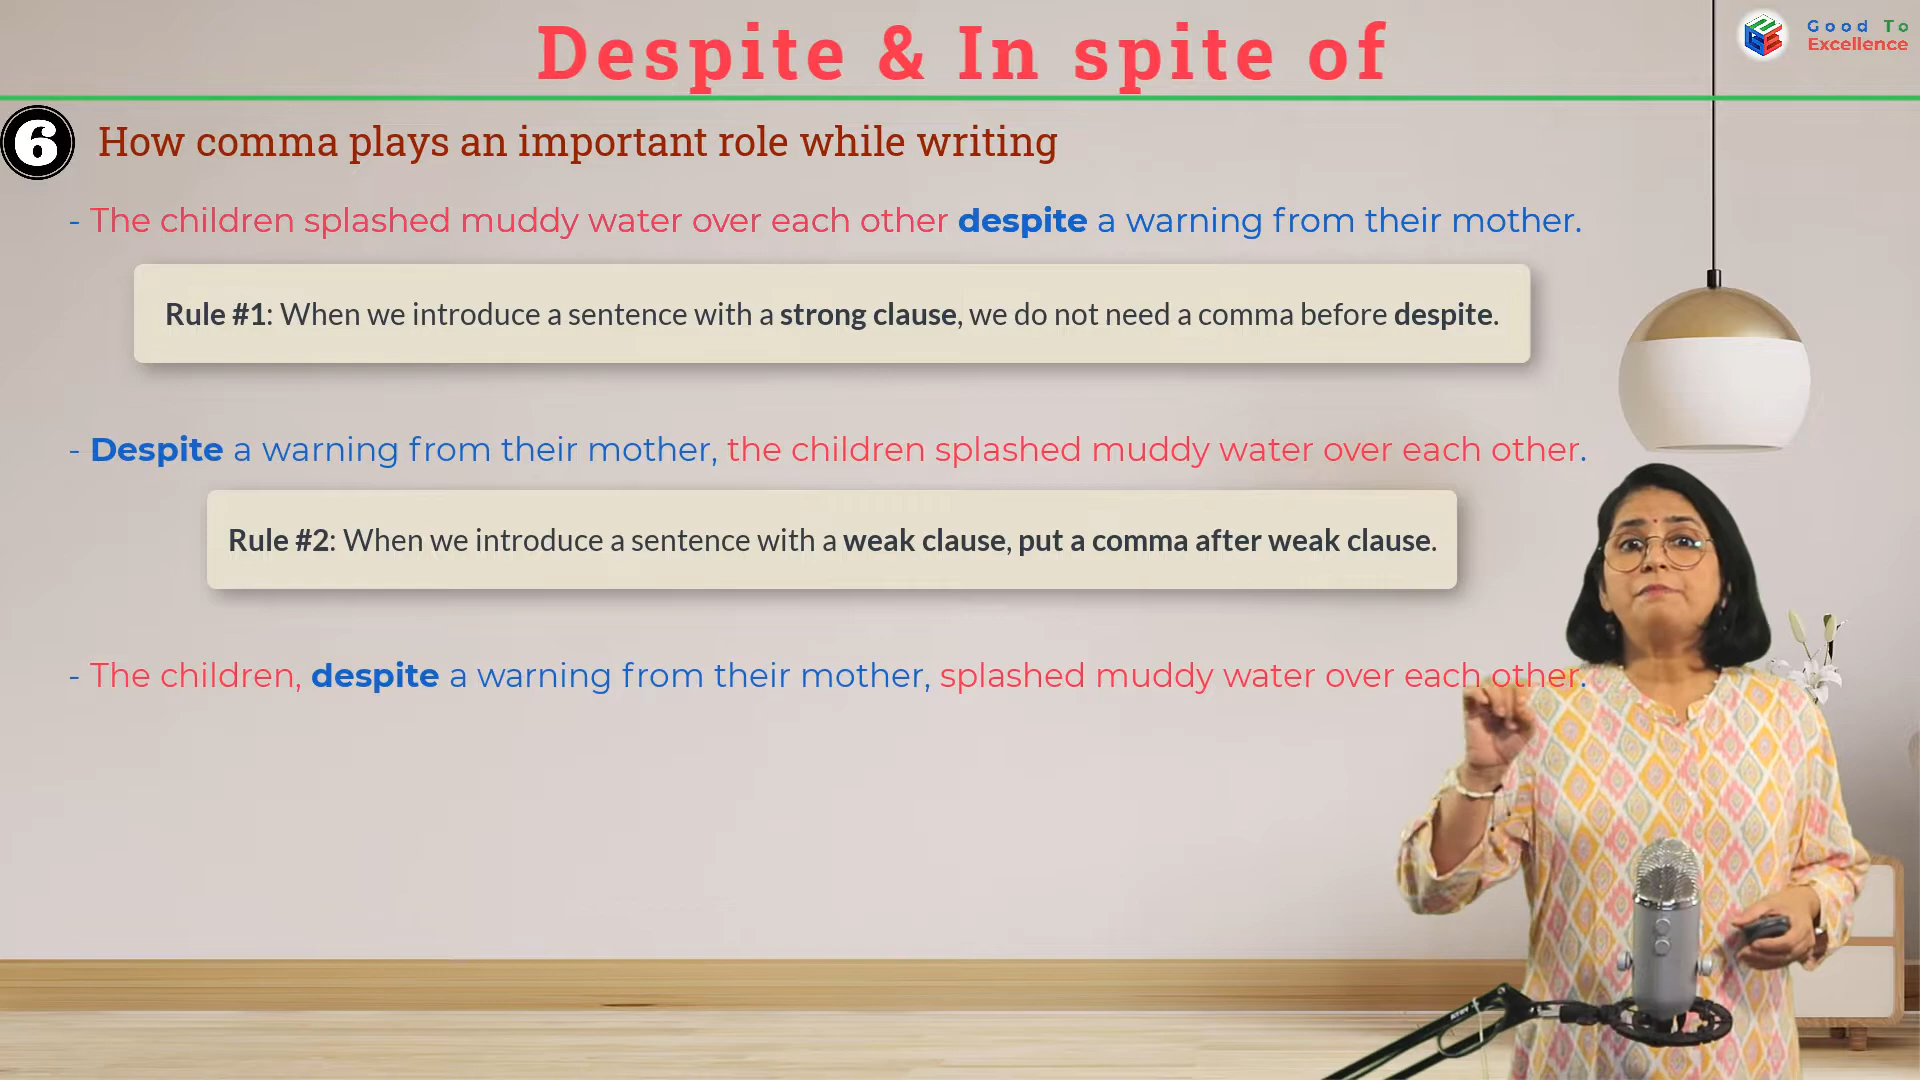 Despite & In spite of
Good To
Excellence
6 How comma plays an important role while writing
- The children splashed muddy water over each other despite a warning from their mother.
Rule #1: When we introduce a sentence with a strong clause, we do not need a comma before despite.
- Despite a warning from their mother, the children splashed muddy water over each other.
Rule #2: When we introduce a sentence with a weak clause, put a comma after weak clause.
- The children, despite a warning from their mother, splashed muddy water over each other.